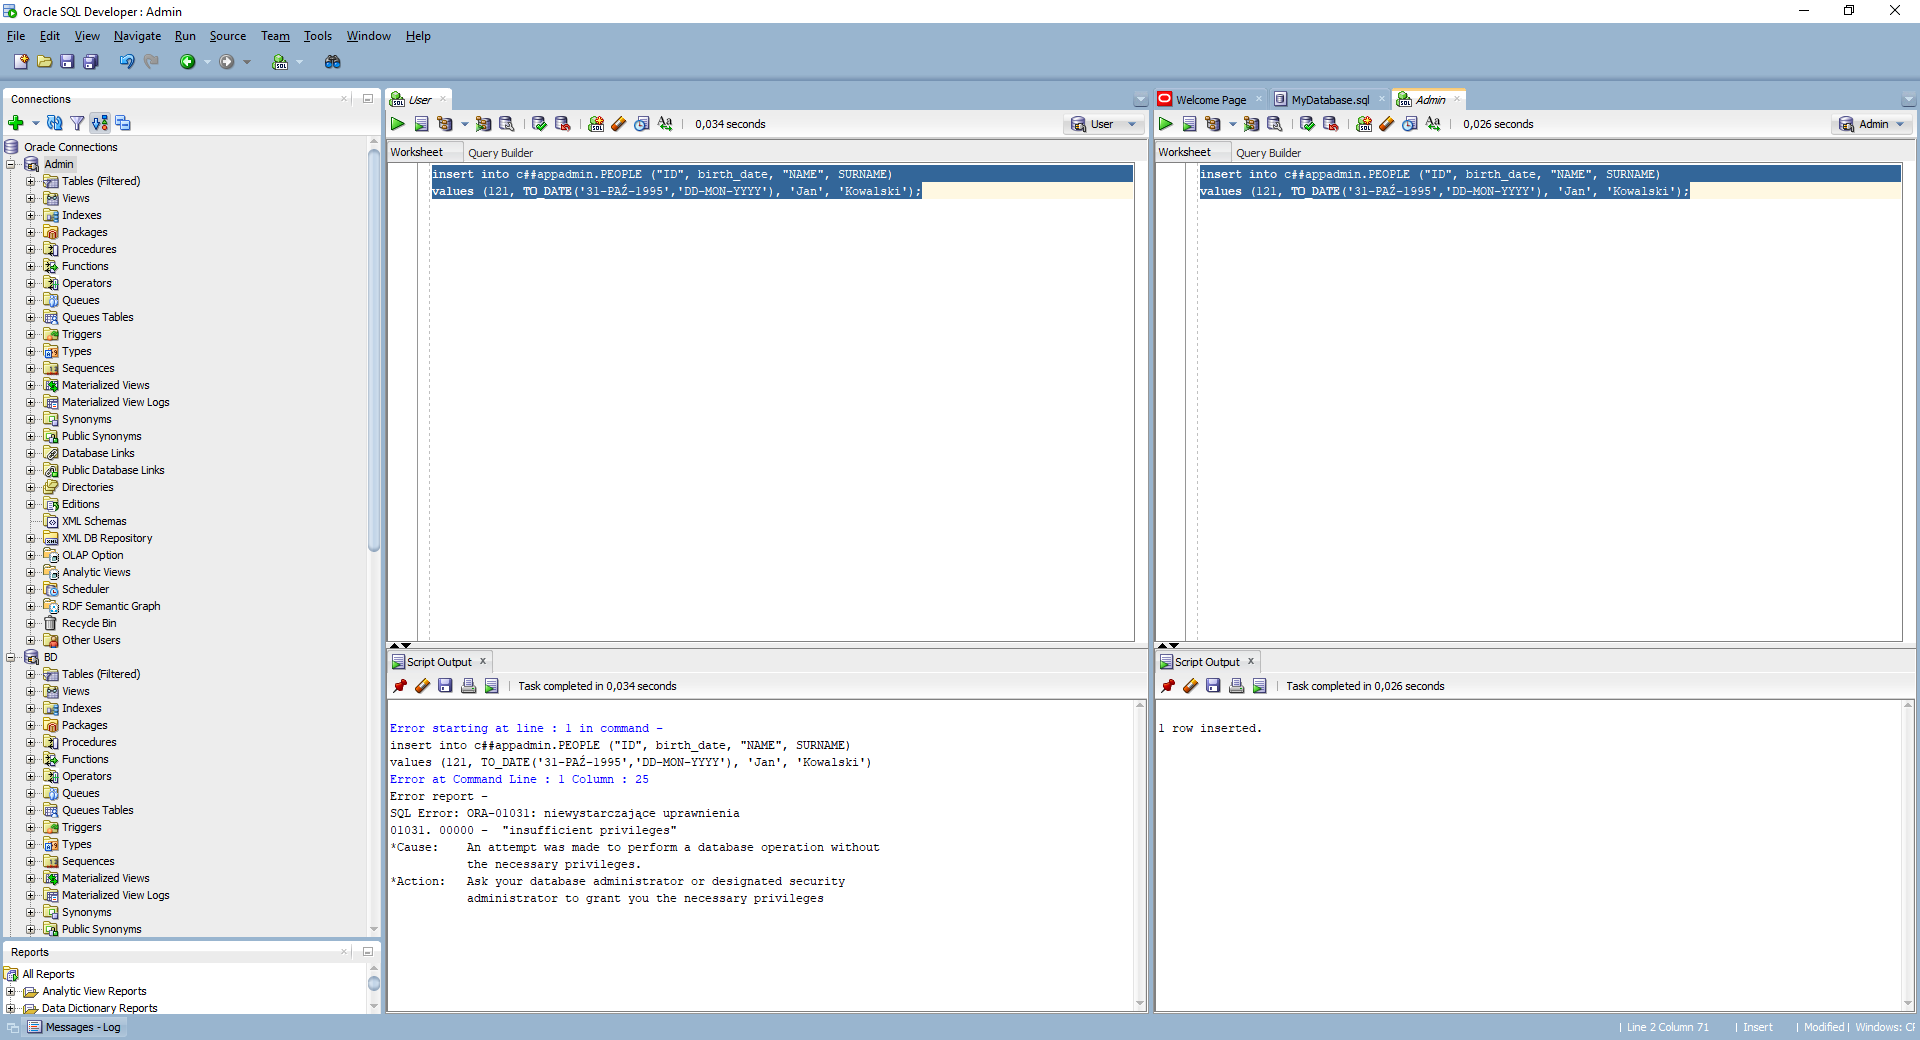 Oracle SQL Developer : Admin
File Edit View Navigate Run Source Team Tools Window Help
Connections
Oracle Connections
Admin
Tables (Filtered)
Views
Indexes
Packages
Procedures
Functions
Operators
Queues
Queues Tables
Triggers
Types
Sequences
Materialized Views
Materialized View Logs
Synonyms
Public Synonyms
Database Links
Public Database Links
Directories
Editions
XML Schemas
XML DB Repository
OLAP Option
Analytic Views
Scheduler
RDF Semantic Graph
Recycle Bin
Other Users
BD
Tables (Filtered)
Views
Indexes
Packages
Procedures
Functions
Operators
Queues
Queues Tables
Triggers
Types
Sequences
Materialized Views
Materialized View Logs
Synonyms
Public Synonyms
Reports
All Reports
Analytic View Reports
Data Dictionary Reports
Messages - Log
User
0,034 seconds
User
Worksheet Query Builder
insert into c##appadmin.PEOPLE ("ID", birth_date, "NAME", SURNAME)
values (121, TO_DATE('31-PAŹ-1995','DD-MON-YYYY'), 'Jan', 'Kowalski');
Script Output
Task completed in 0,034 seconds
Error starting at line : 1 in command -
insert into c##appadmin.PEOPLE ("ID", birth_date, "NAME", SURNAME)
values (121, TO_DATE('31-PAŹ-1995','DD-MON-YYYY'), 'Jan', 'Kowalski')
Error at Command Line : 1 Column : 25
Error report -
SQL Error: ORA-01031: niewystarczające uprawnienia
01031. 00000 -  "insufficient privileges"
*Cause:    An attempt was made to perform a database operation without
the necessary privileges.
*Action:   Ask your database administrator or designated security
administrator to grant you the necessary privileges
Welcome Page MyDatabase.sql Admin
0,026 seconds
Admin
Worksheet Query Builder
insert into c##appadmin.PEOPLE ("ID", birth_date, "NAME", SURNAME)
values (121, TO_DATE('31-PAŹ-1995','DD-MON-YYYY'), 'Jan', 'Kowalski');
Script Output
Task completed in 0,026 seconds
1 row inserted.
Line 2 Column 71 | Insert | Modified | Windows: CF